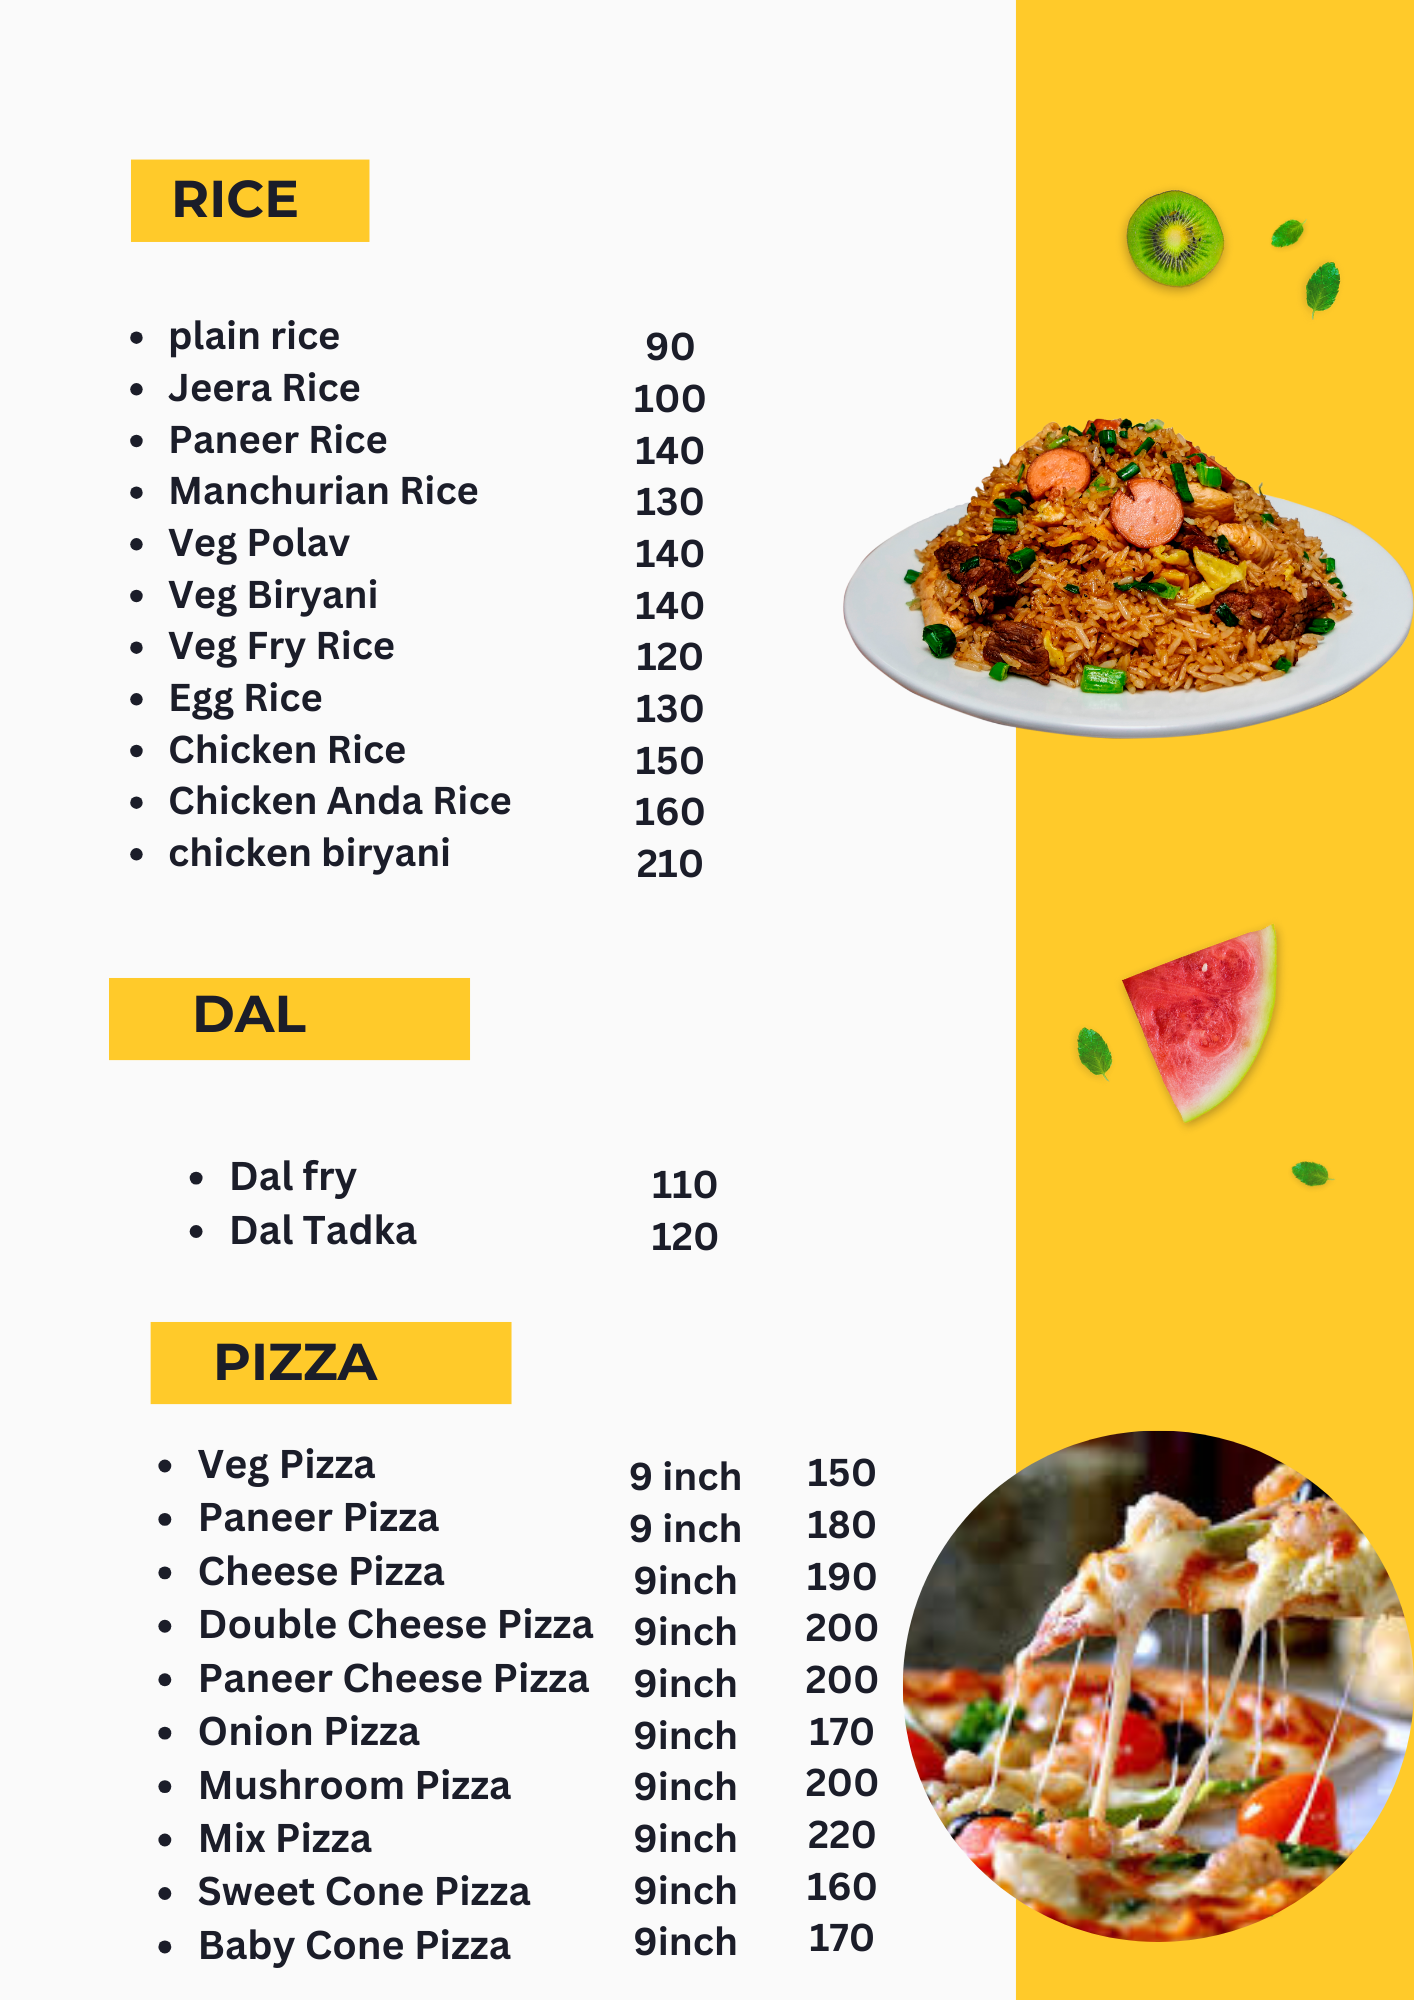 RICE
plain rice 90
Jeera Rice 100
Paneer Rice 140
Manchurian Rice 130
Veg Polav 140
Veg Biryani 140
Veg Fry Rice 120
Egg Rice 130
Chicken Rice 150
Chicken Anda Rice 160
chicken biryani 210
DAL
Dal fry 110
Dal Tadka 120
PIZZA
Veg Pizza 9 inch 150
Paneer Pizza 9 inch 180
Cheese Pizza 9inch 190
Double Cheese Pizza 9inch 200
Paneer Cheese Pizza 9inch 200
Onion Pizza 9inch 170
Mushroom Pizza 9inch 200
Mix Pizza 9inch 220
Sweet Cone Pizza 9inch 160
Baby Cone Pizza 9inch 170